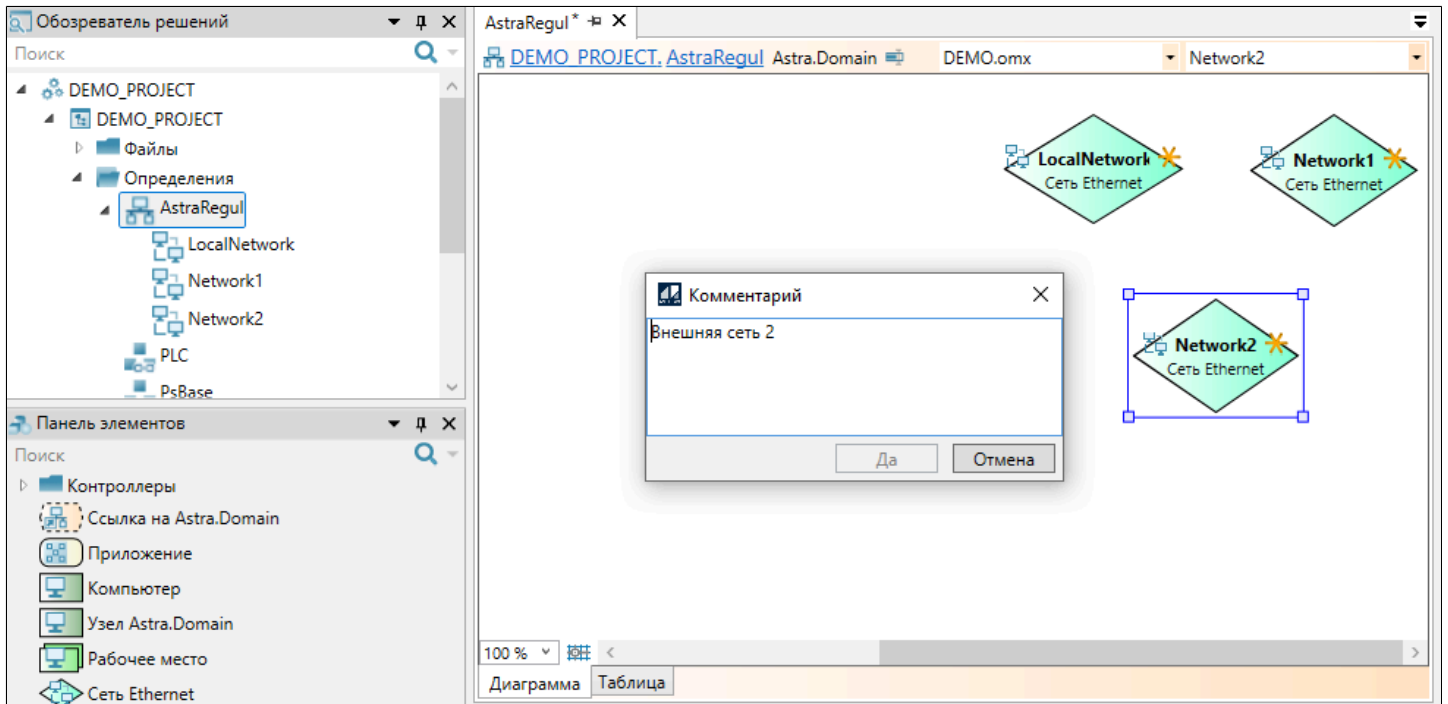 Обозреватель решений
Поиск
DEMO_PROJECT
DEMO_PROJECT
Файлы
Определения
AstraRegul
LocalNetwork
Network1
Network2
PLC
PsBase
Панель элементов
Поиск
Контроллеры
Ссылка на Astra.Domain
Приложение
Компьютер
Узел Astra.Domain
Рабочее место
Сеть Ethernet
AstraRegul*
DEMO_PROJECT. AstraRegul Astra.Domain DEMO.omx Network2
LocalNetwork
Сеть Ethernet
Network1
Сеть Ethernet
Комментарий
Внешняя сеть 2
Да Отмена
Network2
Сеть Ethernet
100 %
Диаграмма Таблица